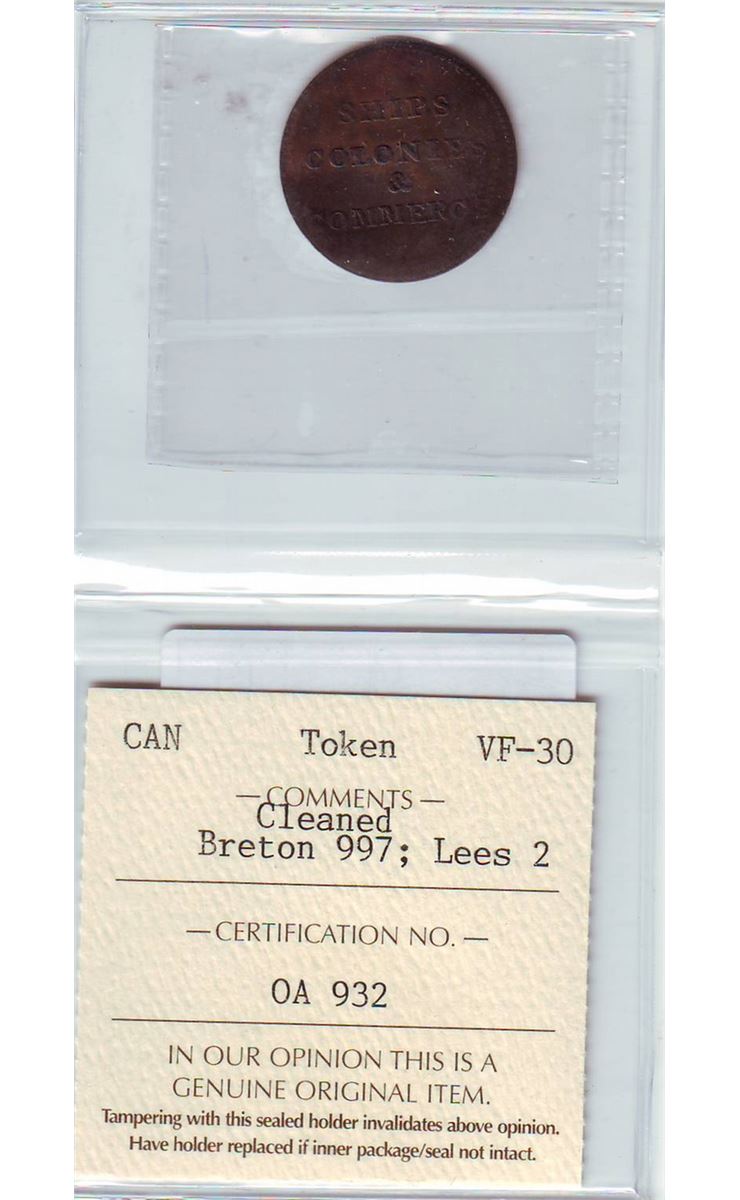 SHIPS
COLONIES
&
COMMERCE
CAN Token VF-30
— COMMENTS —
Cleaned
Breton 997; Lees 2
— CERTIFICATION NO. —
OA 932
IN OUR OPINION THIS IS A
GENUINE ORIGINAL ITEM.
Tampering with this sealed holder invalidates above opinion.
Have holder replaced if inner package/seal not intact.